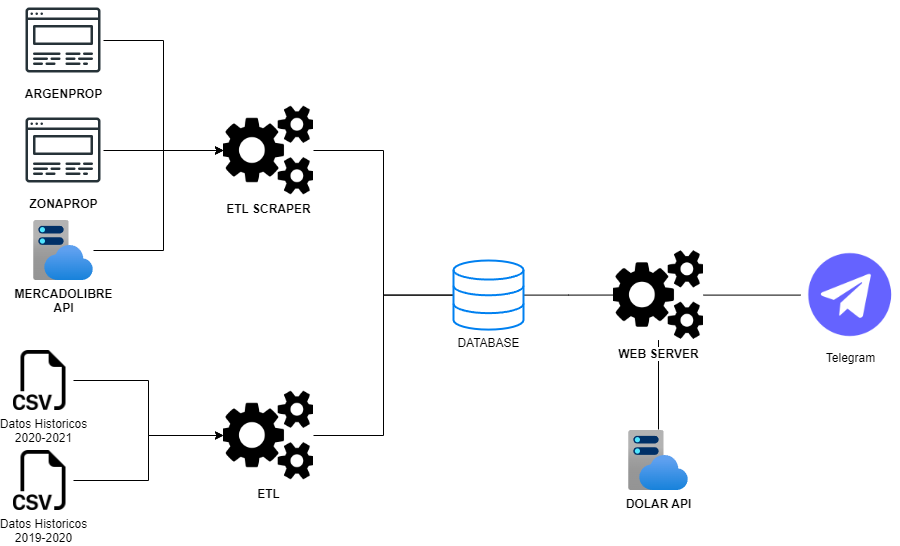 ARGENPROP
ZONAPROP
ETL SCRAPER
MERCADOLIBRE
API
DATABASE
WEB SERVER
Telegram
CSV
Datos Historicos
2020-2021
CSV
Datos Historicos
2019-2020
ETL
DOLAR API